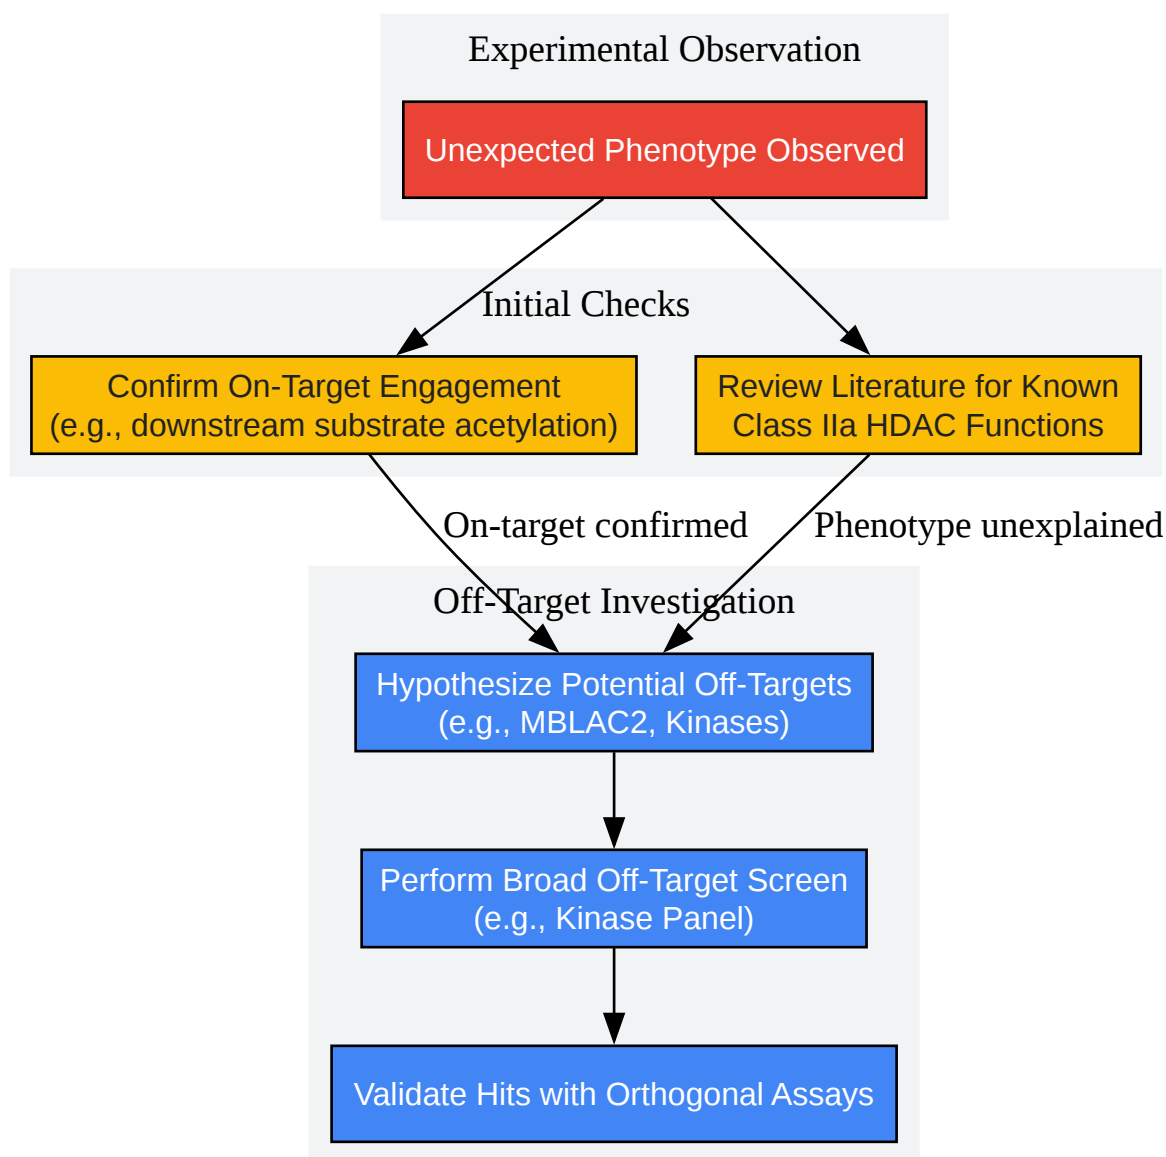 Experimental Observation
Unexpected Phenotype Observed
Initial Checks
Confirm On-Target Engagement
(e.g., downstream substrate acetylation)
Review Literature for Known
Class IIa HDAC Functions
On-target confirmed
Phenotype unexplained
Off-Target Investigation
Hypothesize Potential Off-Targets
(e.g., MBLAC2, Kinases)
Perform Broad Off-Target Screen
(e.g., Kinase Panel)
Validate Hits with Orthogonal Assays